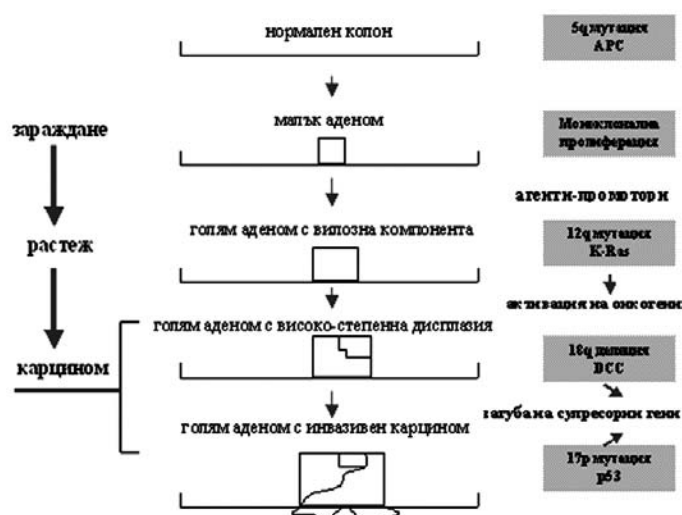 нормален колон
5q мутация
APC
малък аденом
зараждане
Моноклонална
пролиферация
агенти-промотори
голям аденом с вилозна компонента
растеж
12q мутация
K-Ras
активация на онкогени
голям аденом с високо-степенна дисплазия
карцином
18q делация
DCC
загуба на супресорни гени
голям аденом с инвазивен карцином
17p мутация
p53